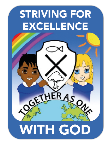 STRIVING FOR
EXCELLENCE
TOGETHER AS ONE
WITH GOD